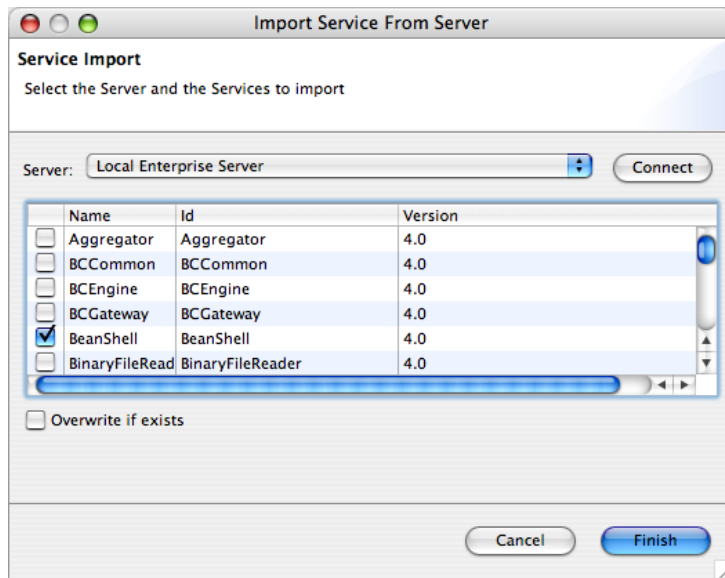 Import Service From Server
Service Import
Select the Server and the Services to import
Server: Local Enterprise Server Connect
Name Id Version
Aggregator Aggregator 4.0
BCCommon BCCommon 4.0
BCEngine BCEngine 4.0
BCGateway BCGateway 4.0
BeanShell BeanShell 4.0
BinaryFileRead BinaryFileReader 4.0
Overwrite if exists
Cancel Finish